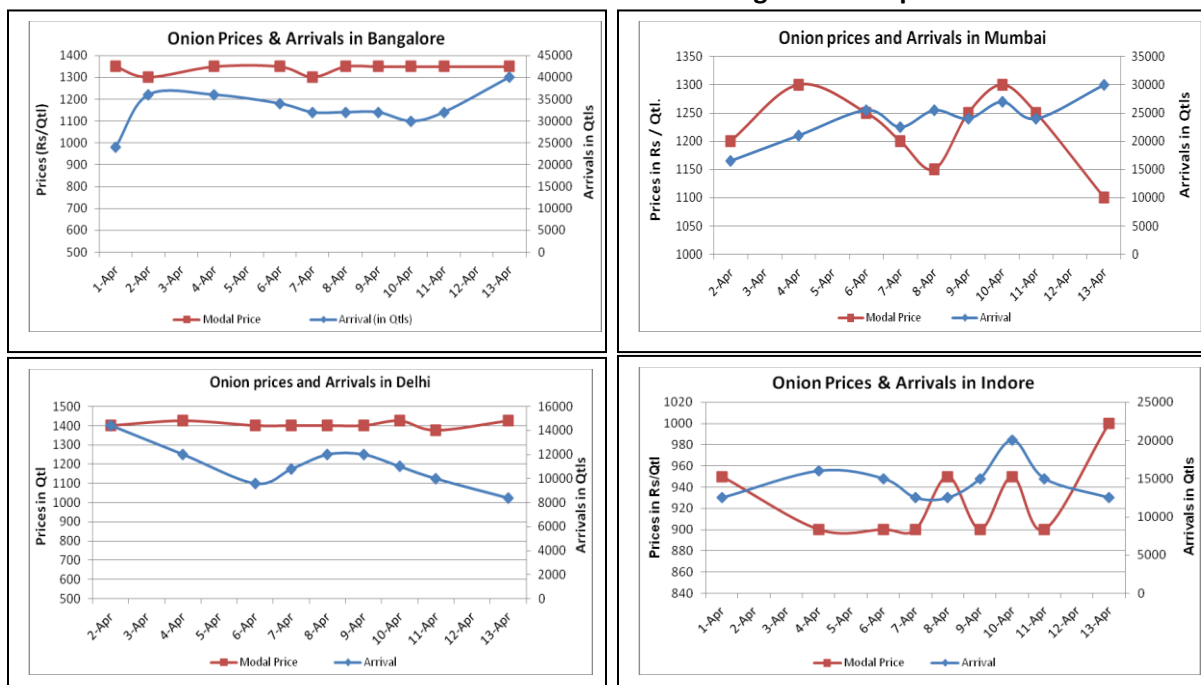 Onion Prices & Arrivals in Bangalore
1400
1300
1200
1100
1000
900
800
700
600
500
Prices (Rs/Qtl)
45000
40000
35000
30000
25000
20000
15000
10000
5000
0
Arrivals in Qtls
1-Apr
2-Apr
3-Apr
4-Apr
5-Apr
6-Apr
7-Apr
8-Apr
9-Apr
10-Apr
11-Apr
12-Apr
13-Apr
Modal Price Arrival (in Qtls)
Onion prices and Arrivals in Mumbai
1350
1300
1250
1200
1150
1100
1050
1000
Prices in Rs / Qtl.
35000
30000
25000
20000
15000
10000
5000
0
Arrivals in Qtls
2-Apr
3-Apr
4-Apr
5-Apr
6-Apr
7-Apr
8-Apr
9-Apr
10-Apr
11-Apr
12-Apr
13-Apr
Modal Price Arrival
Onion prices and Arrivals in Delhi
1500
1400
1300
1200
1100
1000
900
800
700
600
500
Prices in Qtl
16000
14000
12000
10000
8000
6000
4000
2000
0
Arrivals in Qtls
2-Apr
3-Apr
4-Apr
5-Apr
6-Apr
7-Apr
8-Apr
9-Apr
10-Apr
11-Apr
12-Apr
13-Apr
Modal Price Arrival
Onion Prices & Arrivals in Indore
1020
1000
980
960
940
920
900
880
860
840
Prices in Rs/Qtl
25000
20000
15000
10000
5000
0
Arrivals in Qtls
1-Apr
2-Apr
3-Apr
4-Apr
5-Apr
6-Apr
7-Apr
8-Apr
9-Apr
10-Apr
11-Apr
12-Apr
13-Apr
Modal Price Arrival